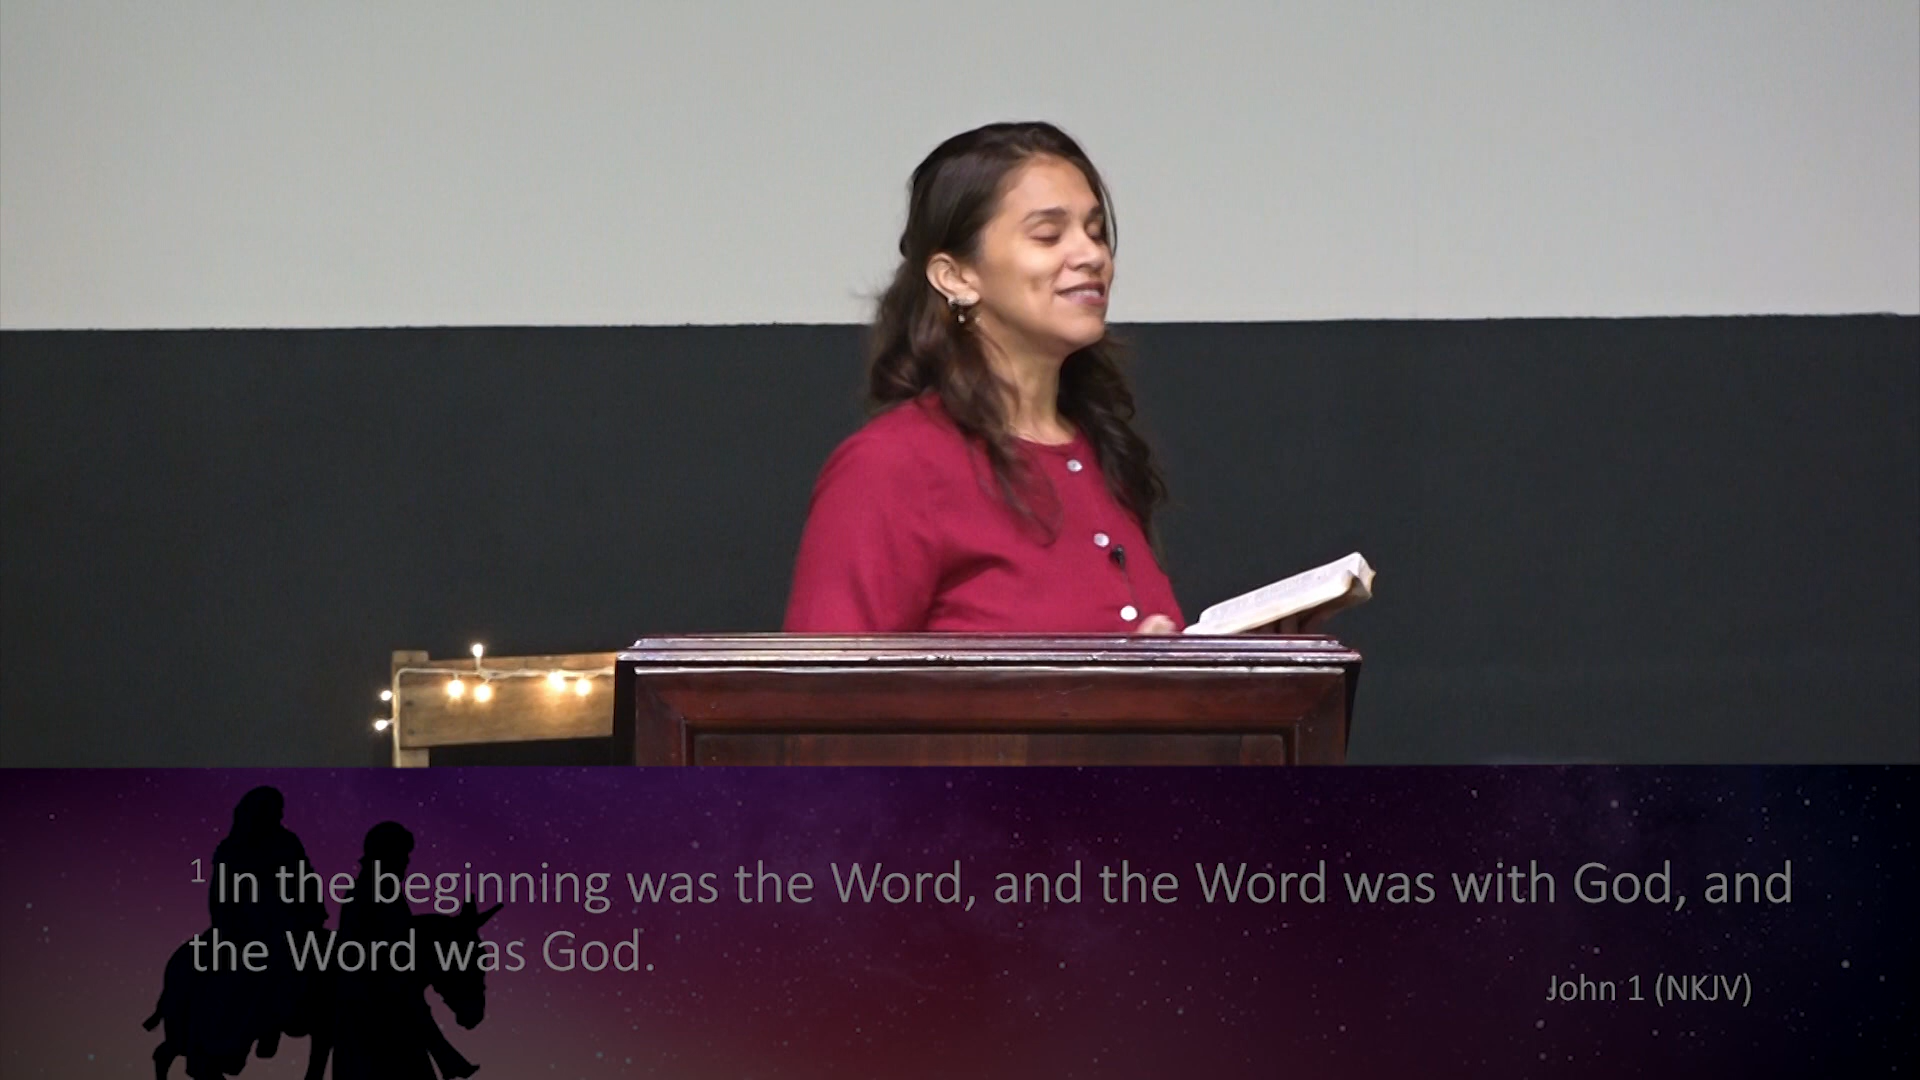 1 In the beginning was the Word, and the Word was with God, and
the Word was God.
John 1 (NKJV)